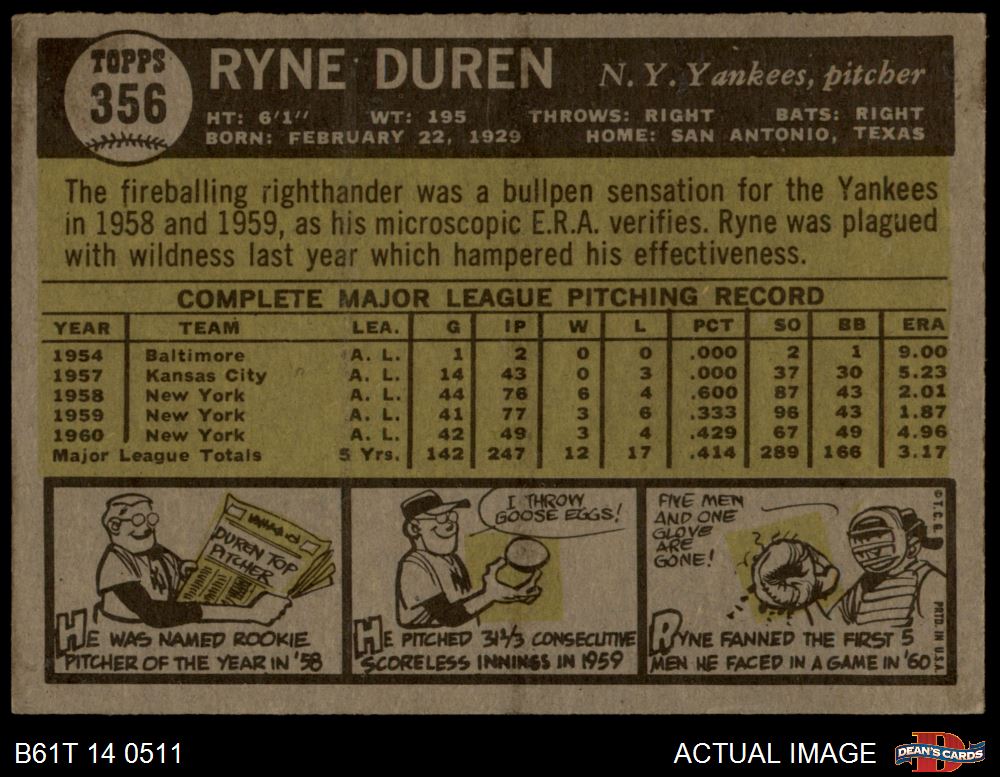 TOPPS
356
RYNE DUREN
N. Y. Yankees, pitcher
HT: 6'1" WT: 195 THROWS: RIGHT BATS: RIGHT
BORN: FEBRUARY 22, 1929 HOME: SAN ANTONIO, TEXAS
The fireballing righthander was a bullpen sensation for the Yankees
in 1958 and 1959, as his microscopic E.R.A. verifies. Ryne was plagued
with wildness last year which hampered his effectiveness.
COMPLETE MAJOR LEAGUE PITCHING RECORD
YEAR TEAM LEA. G IP W L PCT SO BB ERA
1954 Baltimore A. L. 1 2 0 0 .000 2 1 9.00
1957 Kansas City A. L. 14 43 0 3 .000 37 30 5.23
1958 New York A. L. 44 76 6 4 .600 87 43 2.01
1959 New York A. L. 41 77 3 6 .333 96 43 1.87
1960 New York A. L. 42 49 3 4 .429 67 49 4.96
Major League Totals 5 Yrs. 142 247 12 17 .414 289 166 3.17
DUREN TOP
PITCHER
HE WAS NAMED ROOKIE
PITCHER OF THE YEAR IN '58
I THROW
GOOSE EGGS!
HE PITCHED 31⅓ CONSECUTIVE
SCORELESS INNINGS IN 1959
FIVE MEN
AND ONE
GLOVE
ARE
GONE!
RYNE FANNED THE FIRST 5
MEN HE FACED IN A GAME IN '60
© T. C. G.
PRTD. IN U.S.A.
B61T 14 0511
ACTUAL IMAGE
DEAN'S CARDS